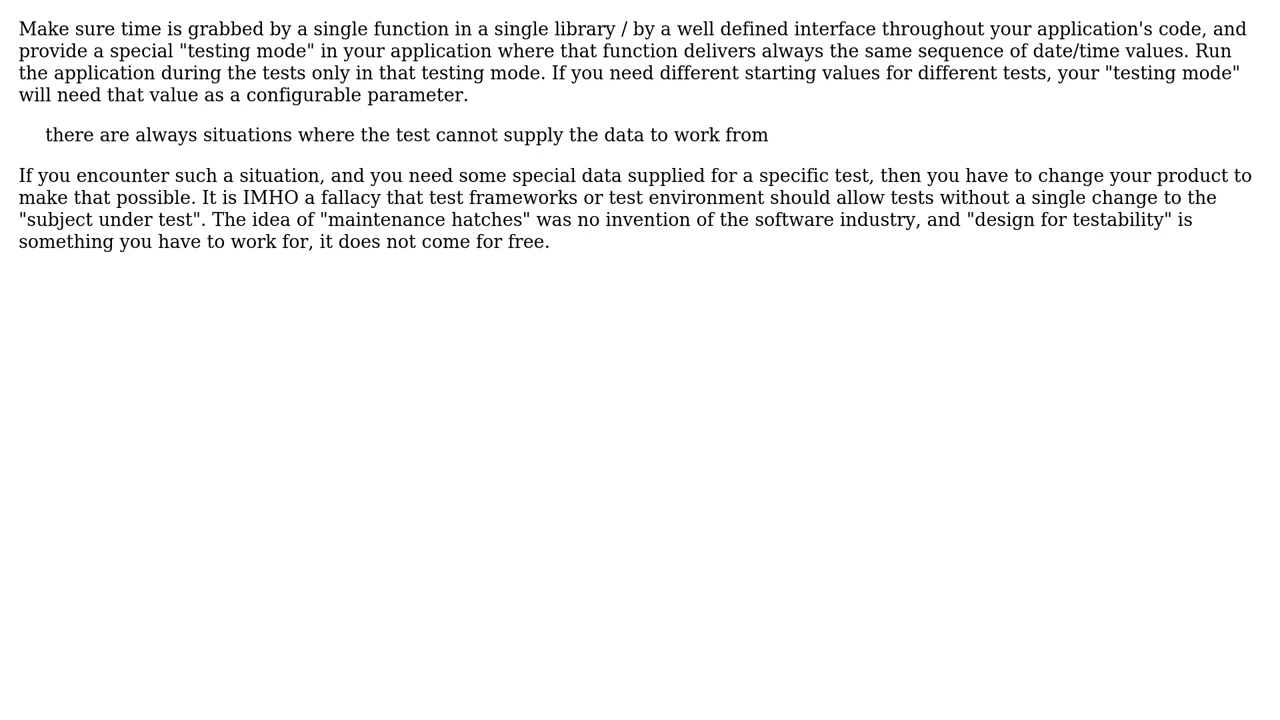 Make sure time is grabbed by a single function in a single library / by a well defined interface throughout your application's code, and
provide a special "testing mode" in your application where that function delivers always the same sequence of date/time values. Run
the application during the tests only in that testing mode. If you need different starting values for different tests, your "testing mode"
will need that value as a configurable parameter.
there are always situations where the test cannot supply the data to work from
If you encounter such a situation, and you need some special data supplied for a specific test, then you have to change your product to
make that possible. It is IMHO a fallacy that test frameworks or test environment should allow tests without a single change to the
"subject under test". The idea of "maintenance hatches" was no invention of the software industry, and "design for testability" is
something you have to work for, it does not come for free.